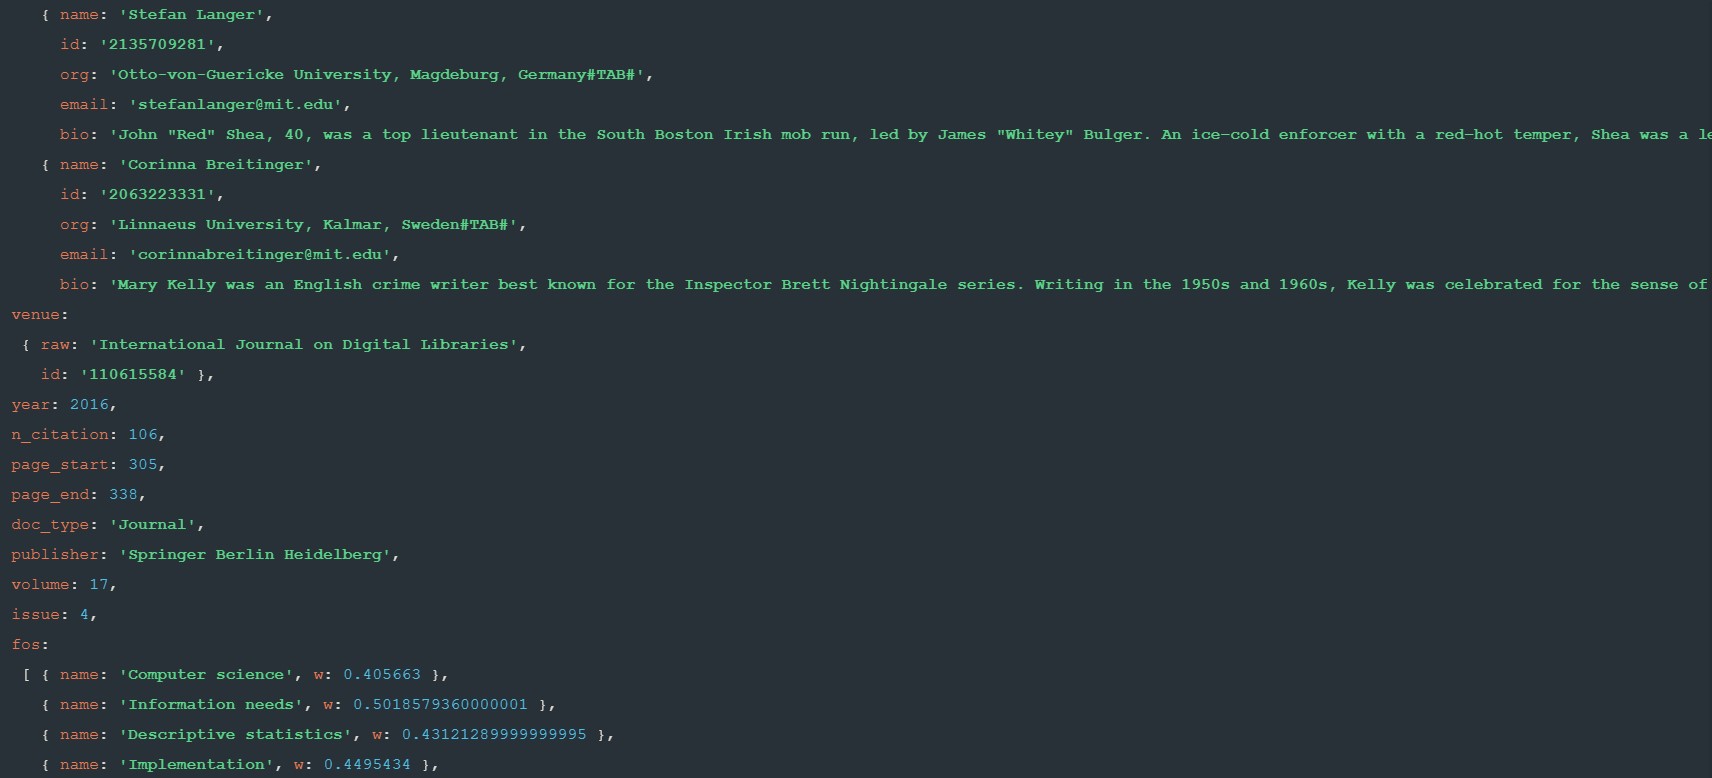 { name: 'Stefan Langer',
id: '2135709281',
org: 'Otto-von-Guericke University, Magdeburg, Germany#TAB#',
email: 'stefanlanger@mit.edu',
bio: 'John "Red" Shea, 40, was a top lieutenant in the South Boston Irish mob run, led by James "Whitey" Bulger. An ice-cold enforcer with a red-hot temper, Shea was a le
{ name: 'Corinna Breitinger',
id: '2063223331',
org: 'Linnaeus University, Kalmar, Sweden#TAB#',
email: 'corinnabreitinger@mit.edu',
bio: 'Mary Kelly was an English crime writer best known for the Inspector Brett Nightingale series. Writing in the 1950s and 1960s, Kelly was celebrated for the sense of
venue:
{ raw: 'International Journal on Digital Libraries',
id: '110615584' },
year: 2016,
n_citation: 106,
page_start: 305,
page_end: 338,
doc_type: 'Journal',
publisher: 'Springer Berlin Heidelberg',
volume: 17,
issue: 4,
fos:
[ { name: 'Computer science', w: 0.405663 },
{ name: 'Information needs', w: 0.5018579360000001 },
{ name: 'Descriptive statistics', w: 0.43121289999999995 },
{ name: 'Implementation', w: 0.4495434 },